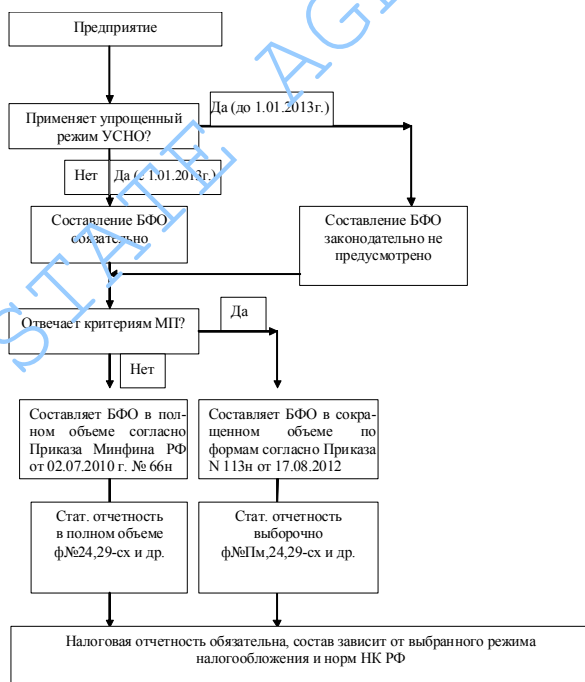 Предприятие
Применяет упрощенный
режим УСНО?
Да (до 1.01.2013г.)
Нет
Да (с 1.01.2013г.)
Составление БФО
обязательно
Составление БФО
законодательно не
предусмотрено
Отвечает критериям МП?
Да
Нет
Составляет БФО в пол-
ном объеме согласно
Приказа Минфина РФ
от 02.07.2010 г. № 66н
Составляет БФО в сокра-
щенном объеме по
формам согласно Приказа
N 113н от 17.08.2012
Стат. отчетность
в полном объеме
ф№24,29-сх и др.
Стат. отчетность
выборочно
ф№Пм,24,29-сх и др.
Налоговая отчетность обязательна, состав зависит от выбранного режима
налогообложения и норм НК РФ
STATE AG